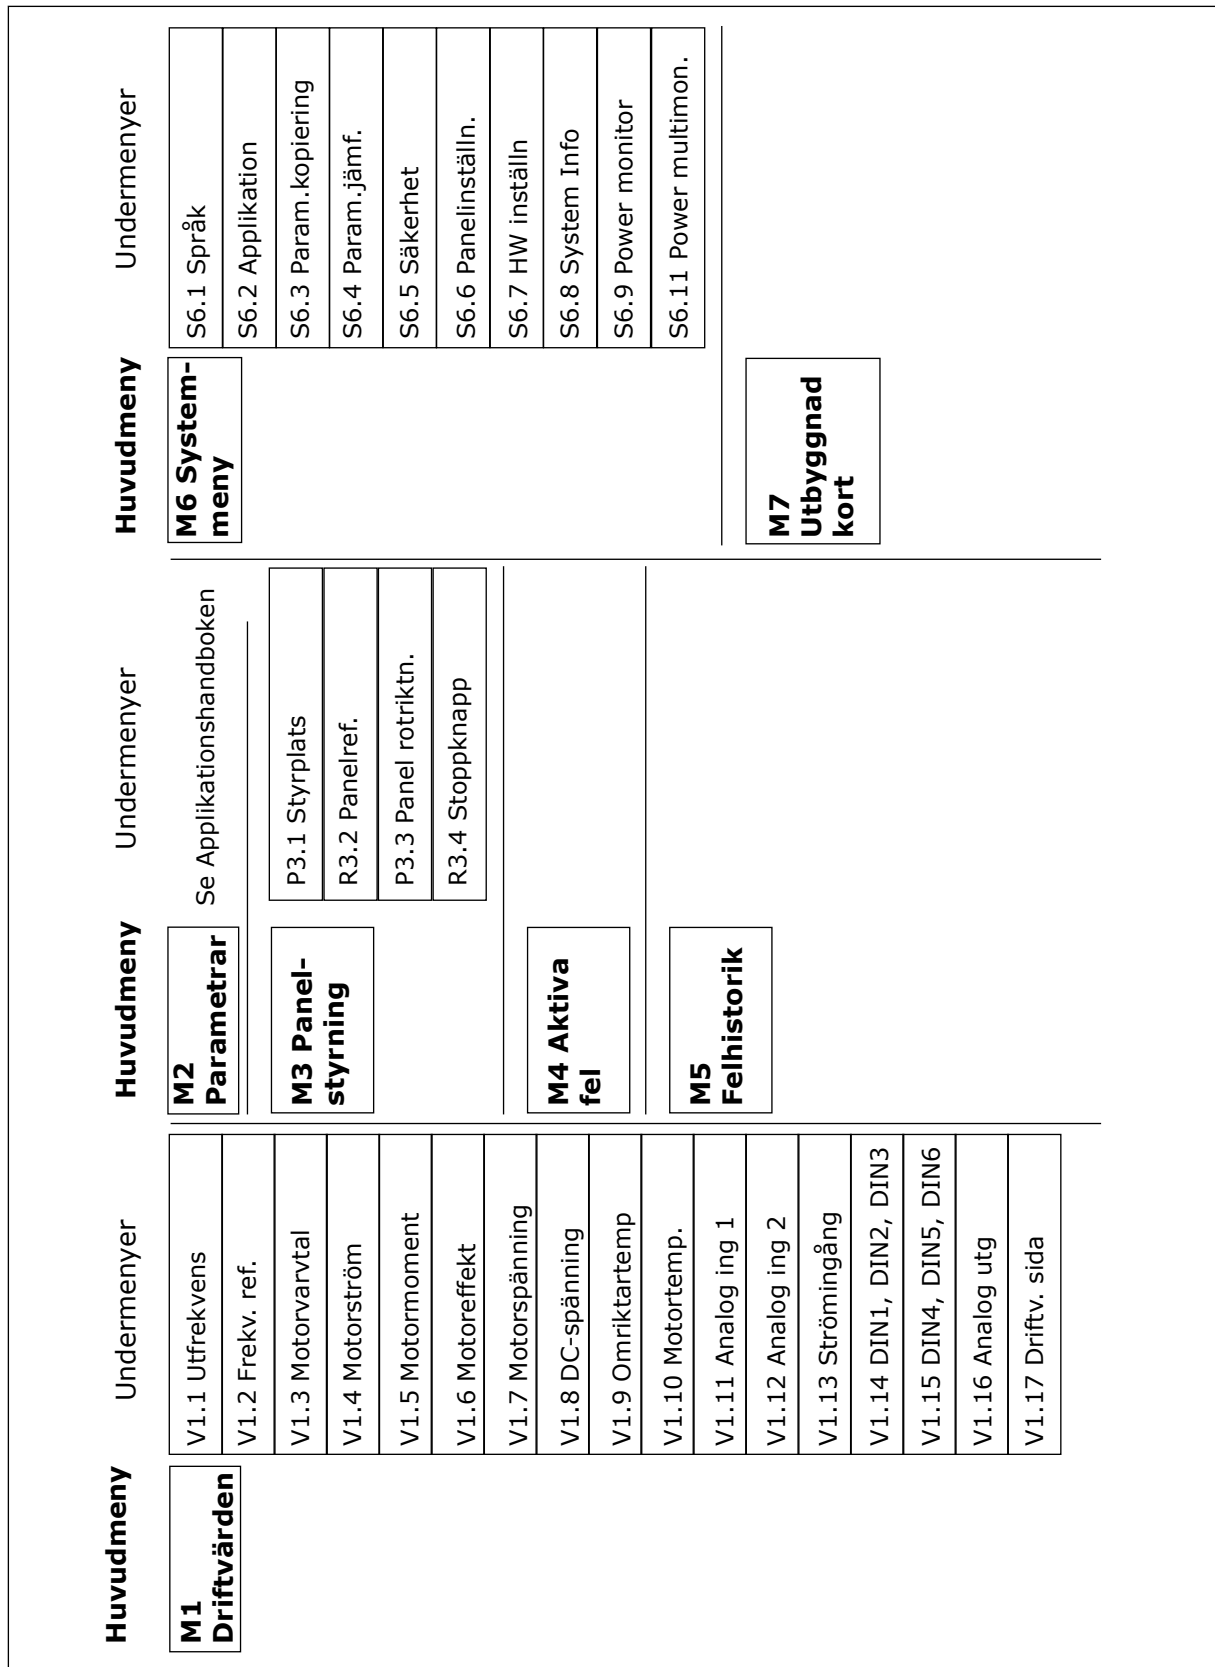 Huvudmeny
Undermenyer
M1
Driftvärden
V1.1 Utfrekvens
V1.2 Frekv. ref.
V1.3 Motorvarvtal
V1.4 Motorström
V1.5 Motormoment
V1.6 Motoreffekt
V1.7 Motorspänning
V1.8 DC-spänning
V1.9 Omriktartemp
V1.10 Motortemp.
V1.11 Analog ing 1
V1.12 Analog ing 2
V1.13 Strömingång
V1.14 DIN1, DIN2, DIN3
V1.15 DIN4, DIN5, DIN6
V1.16 Analog utg
V1.17 Driftv. sida
Huvudmeny
Undermenyer
M2
Parametrar
Se Applikationshandboken
M3 Panel-
styrning
P3.1 Styrplats
R3.2 Panelref.
P3.3 Panel rotriktn.
R3.4 Stoppknapp
M4 Aktiva
fel
M5
Felhistorik
Huvudmeny
Undermenyer
M6 System-
meny
S6.1 Språk
S6.2 Applikation
S6.3 Param.kopiering
S6.4 Param.jämf.
S6.5 Säkerhet
S6.6 Panelinställn.
S6.7 HW inställn
S6.8 System Info
S6.9 Power monitor
S6.11 Power multimon.
M7
Utbyggnad
kort